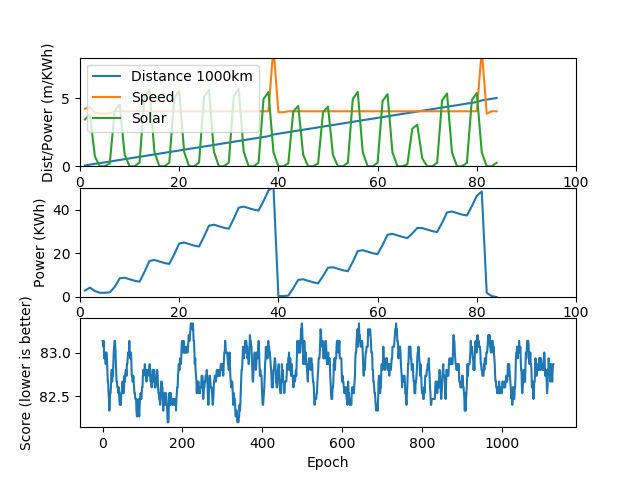 Dist/Power (m/KWh)
5
0
Distance 1000km
Speed
Solar
0 20 40 60 80 100
Power (KWh)
40
20
0
0 20 40 60 80 100
Score (lower is better)
83.0
82.5
0 200 400 600 800 1000
Epoch